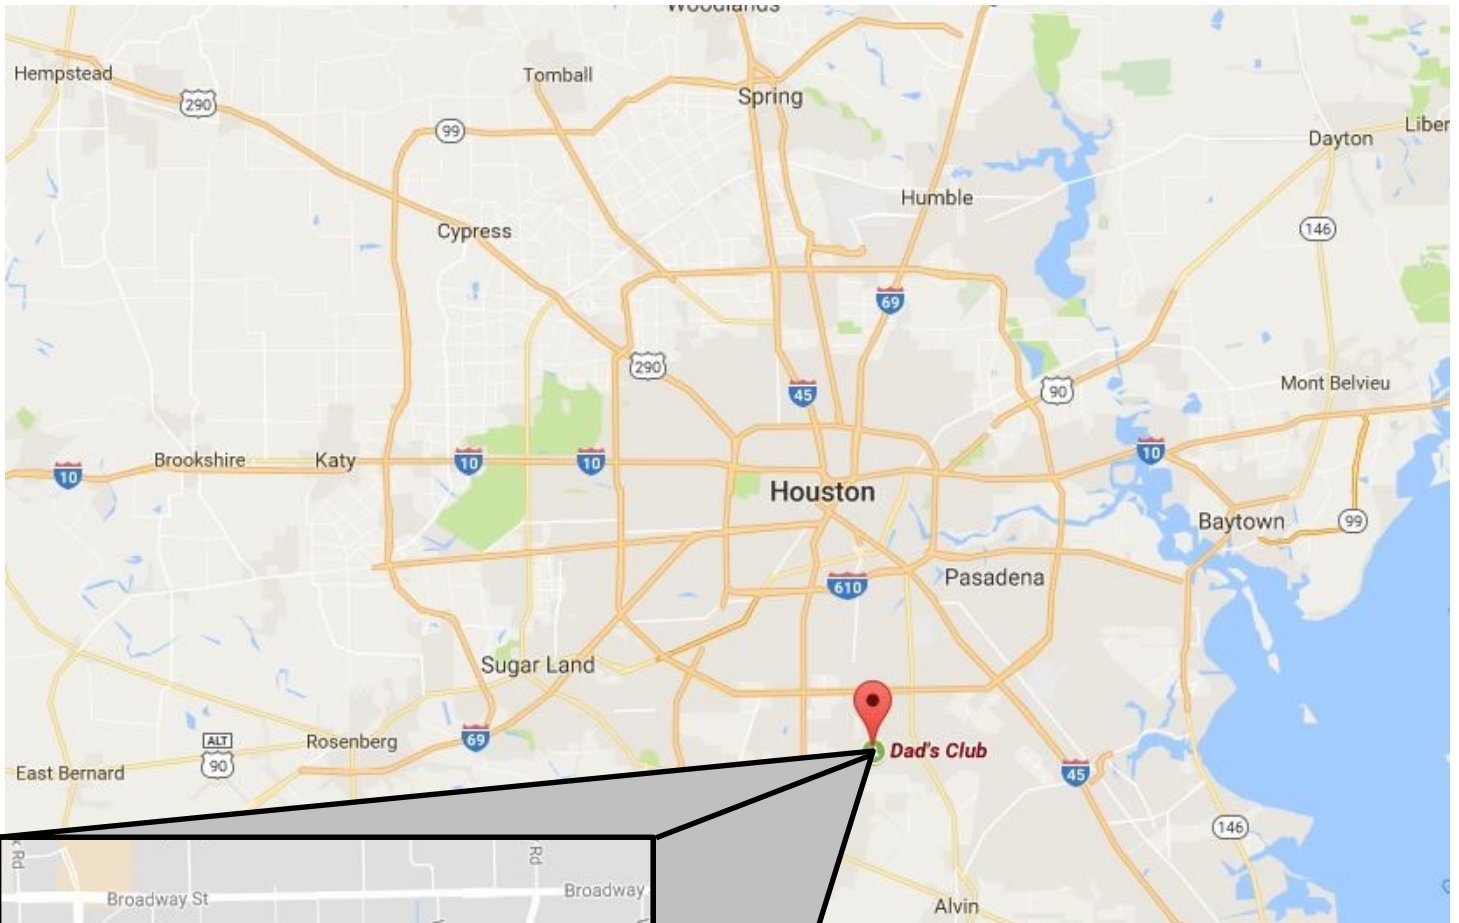 Woodlands
Hempstead
Tomball
290
Spring
99
Dayton
Humble
146
Cypress
69
290
Mont Belvieu
45
90
Brookshire
Katy
10
10
10
10
Houston
Baytown
99
Pasadena
610
Sugar Land
Rosenberg
69
ALT
90
East Bernard
Dad's Club
45
146
Rd
Rd
Broadway St
Broadway
Alvin